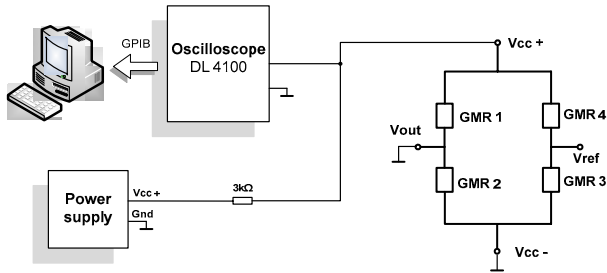 GPIB
Oscilloscope
DL 4100
Vcc +
GMR 1
GMR 4
Vout
Vref
GMR 2
GMR 3
Power
supply
Vcc +
3kΩ
Gnd
Vcc -